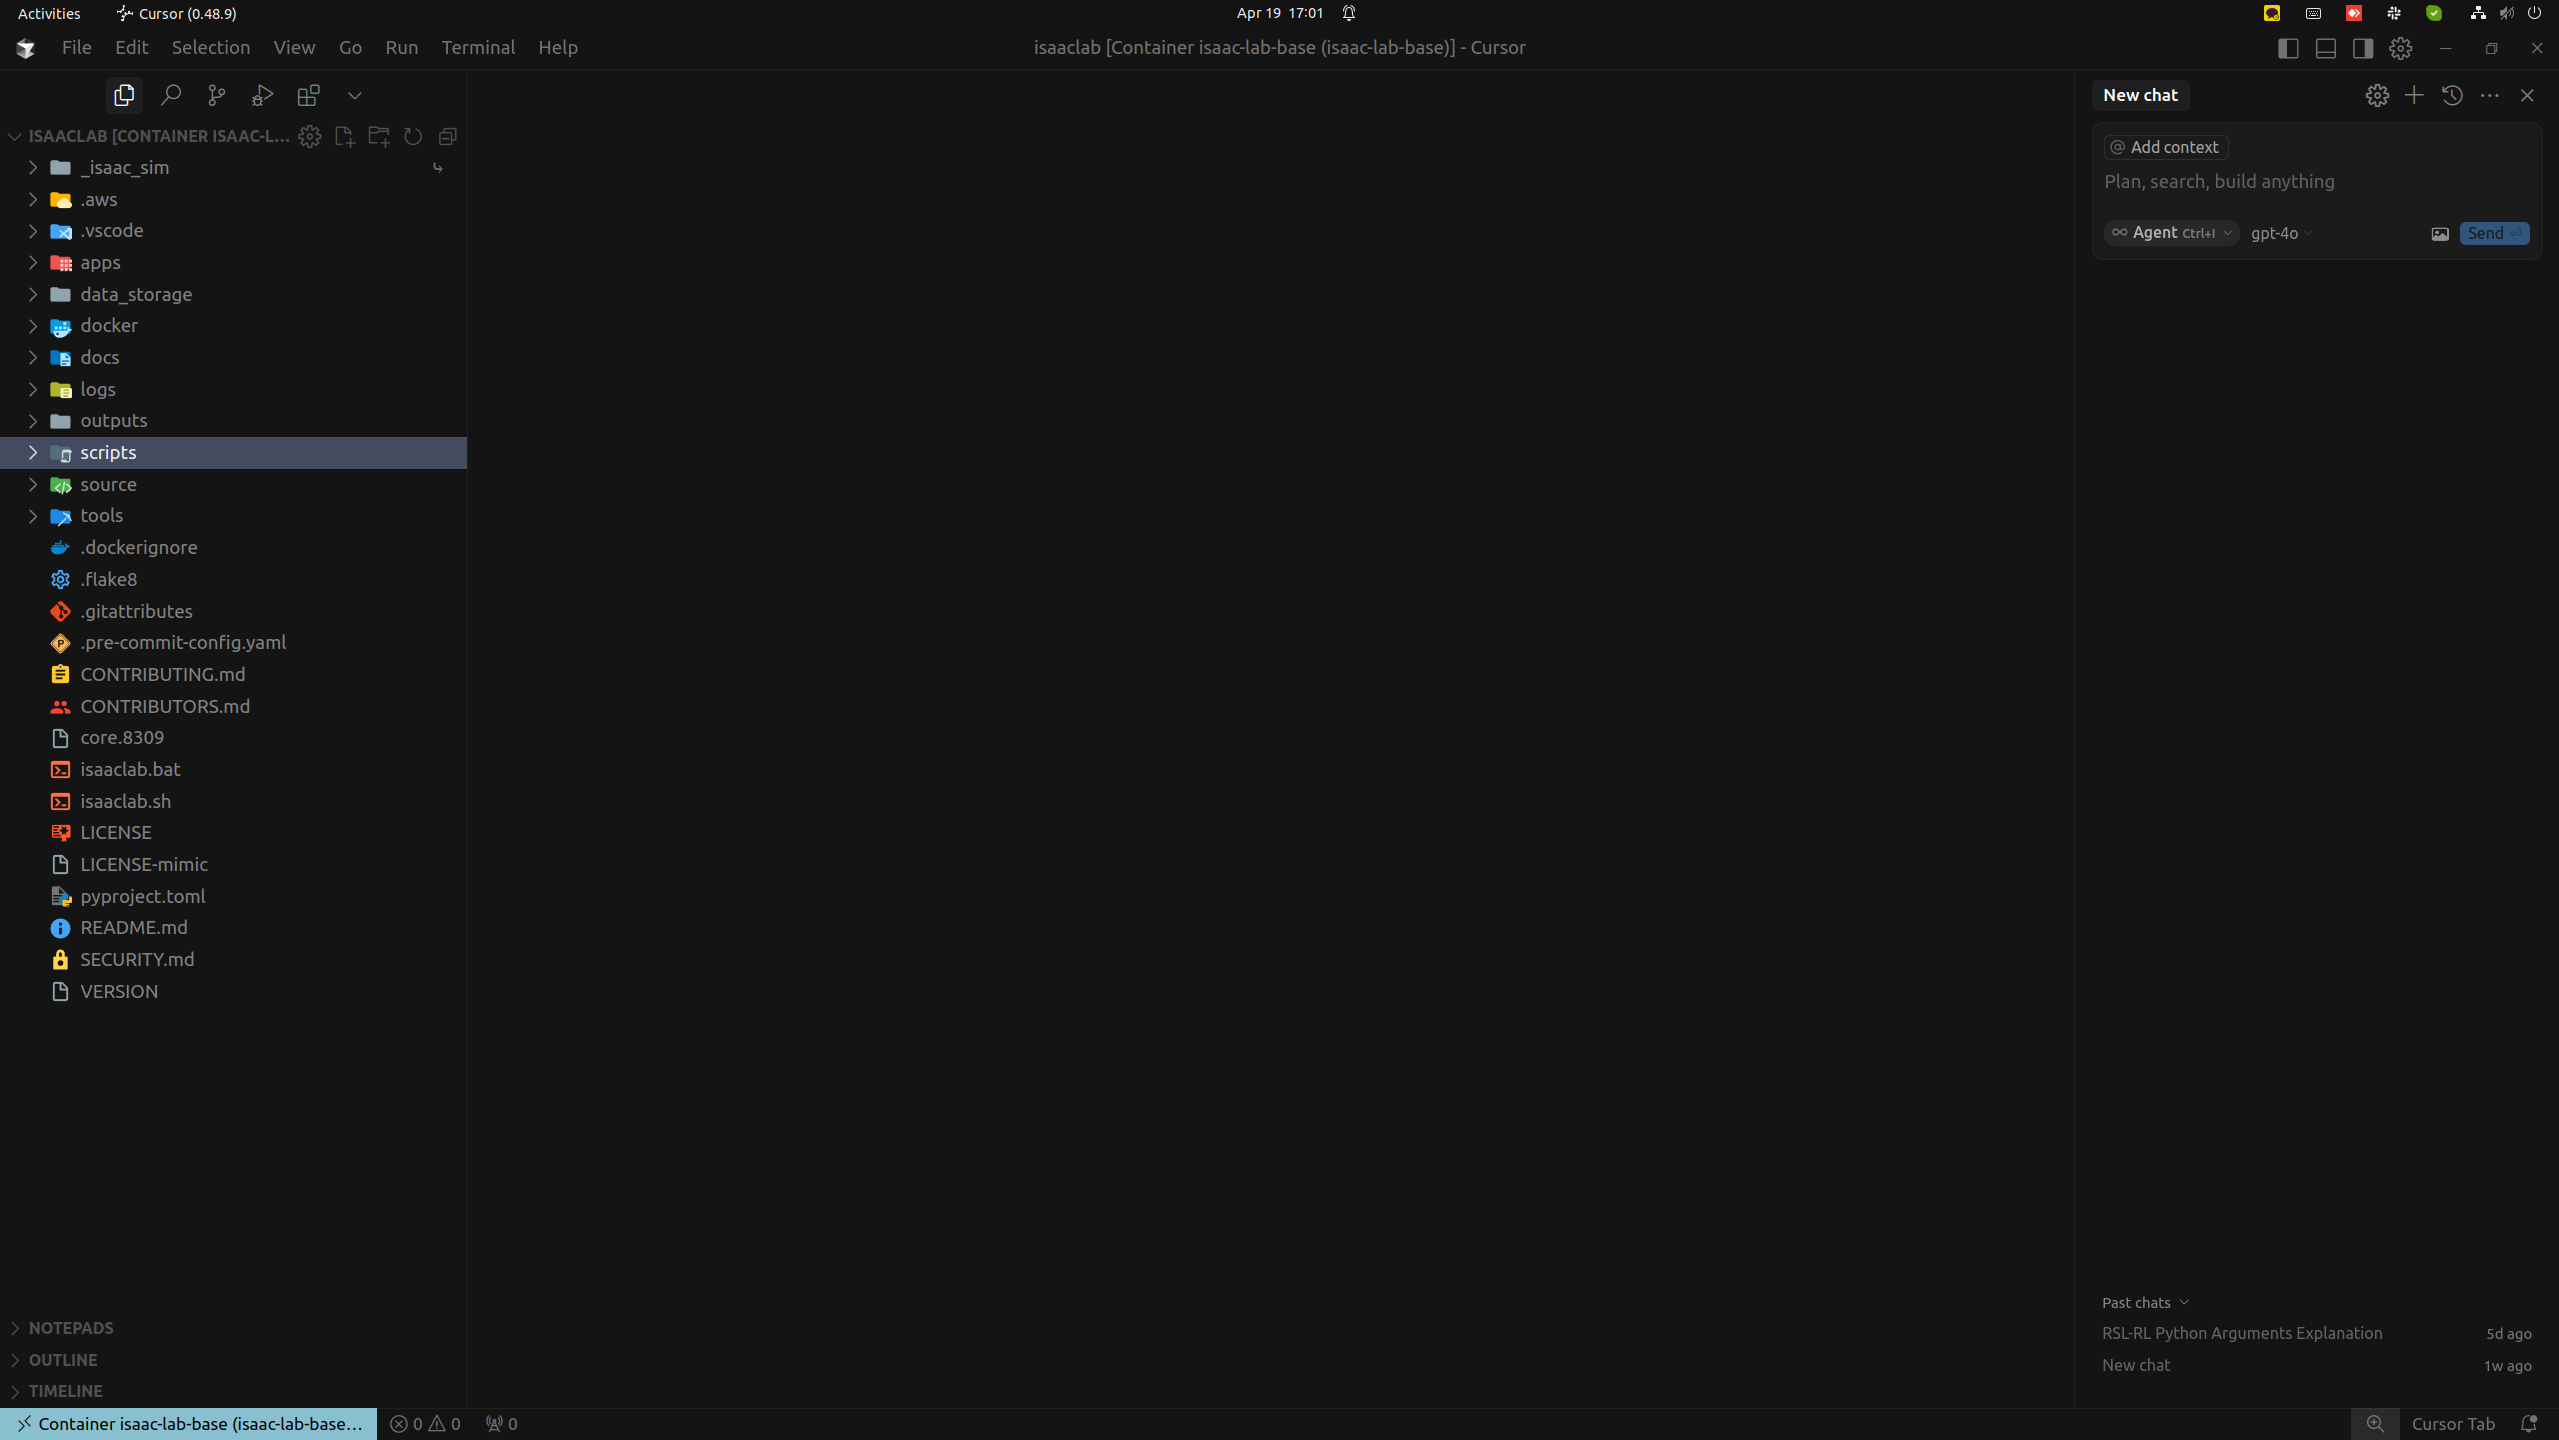 Activities Cursor (0.48.9) Apr 19 17:01
File Edit Selection View Go Run Terminal Help isaaclab [Container isaac-lab-base (isaac-lab-base)] - Cursor
ISAACLAB [CONTAINER ISAAC-L...
_isaac_sim
.aws
.vscode
apps
data_storage
docker
docs
logs
outputs
scripts
source
tools
.dockerignore
.flake8
.gitattributes
.pre-commit-config.yaml
CONTRIBUTING.md
CONTRIBUTORS.md
core.8309
isaaclab.bat
isaaclab.sh
LICENSE
LICENSE-mimic
pyproject.toml
README.md
SECURITY.md
VERSION
NOTEPADS
OUTLINE
TIMELINE
New chat
@ Add context
Plan, search, build anything
Agent Ctrl+I gpt-4o Send ⏎
Past chats
RSL-RL Python Arguments Explanation 5d ago
New chat 1w ago
Container isaac-lab-base (isaac-lab-base... 0 0 0 Cursor Tab